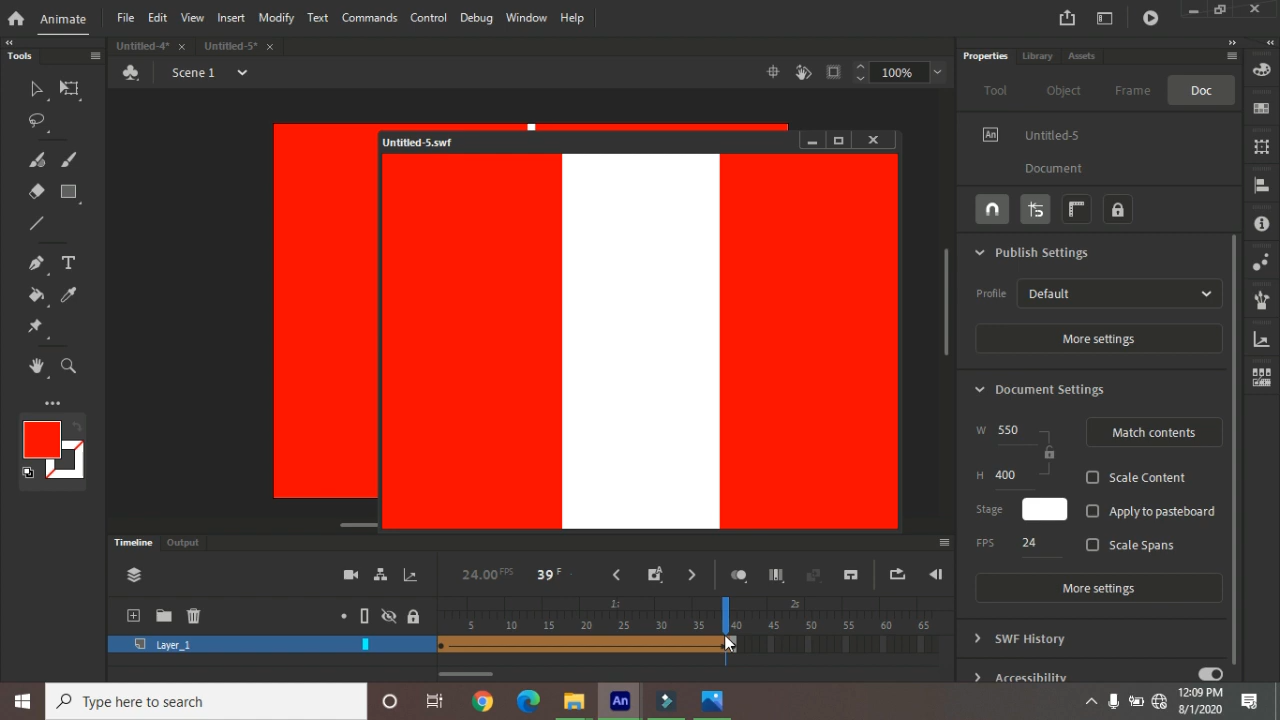 Animate
File Edit View Insert Modify Text Commands Control Debug Window Help
Tools
Untitled-4* Untitled-5*
Scene 1
100%
Untitled-5.swf
Properties Library Assets
Tool Object Frame Doc
An Untitled-5
Document
Publish Settings
Profile Default
More settings
Document Settings
W 550
Match contents
H 400
Scale Content
Stage
Apply to pasteboard
FPS 24
Scale Spans
More settings
SWF History
Accessibility
Timeline Output
24.00 FPS 39 F
1s 2s
5 10 15 20 25 30 35 40 45 50 55 60 65
Layer_1
Type here to search
An
12:09 PM
8/1/2020